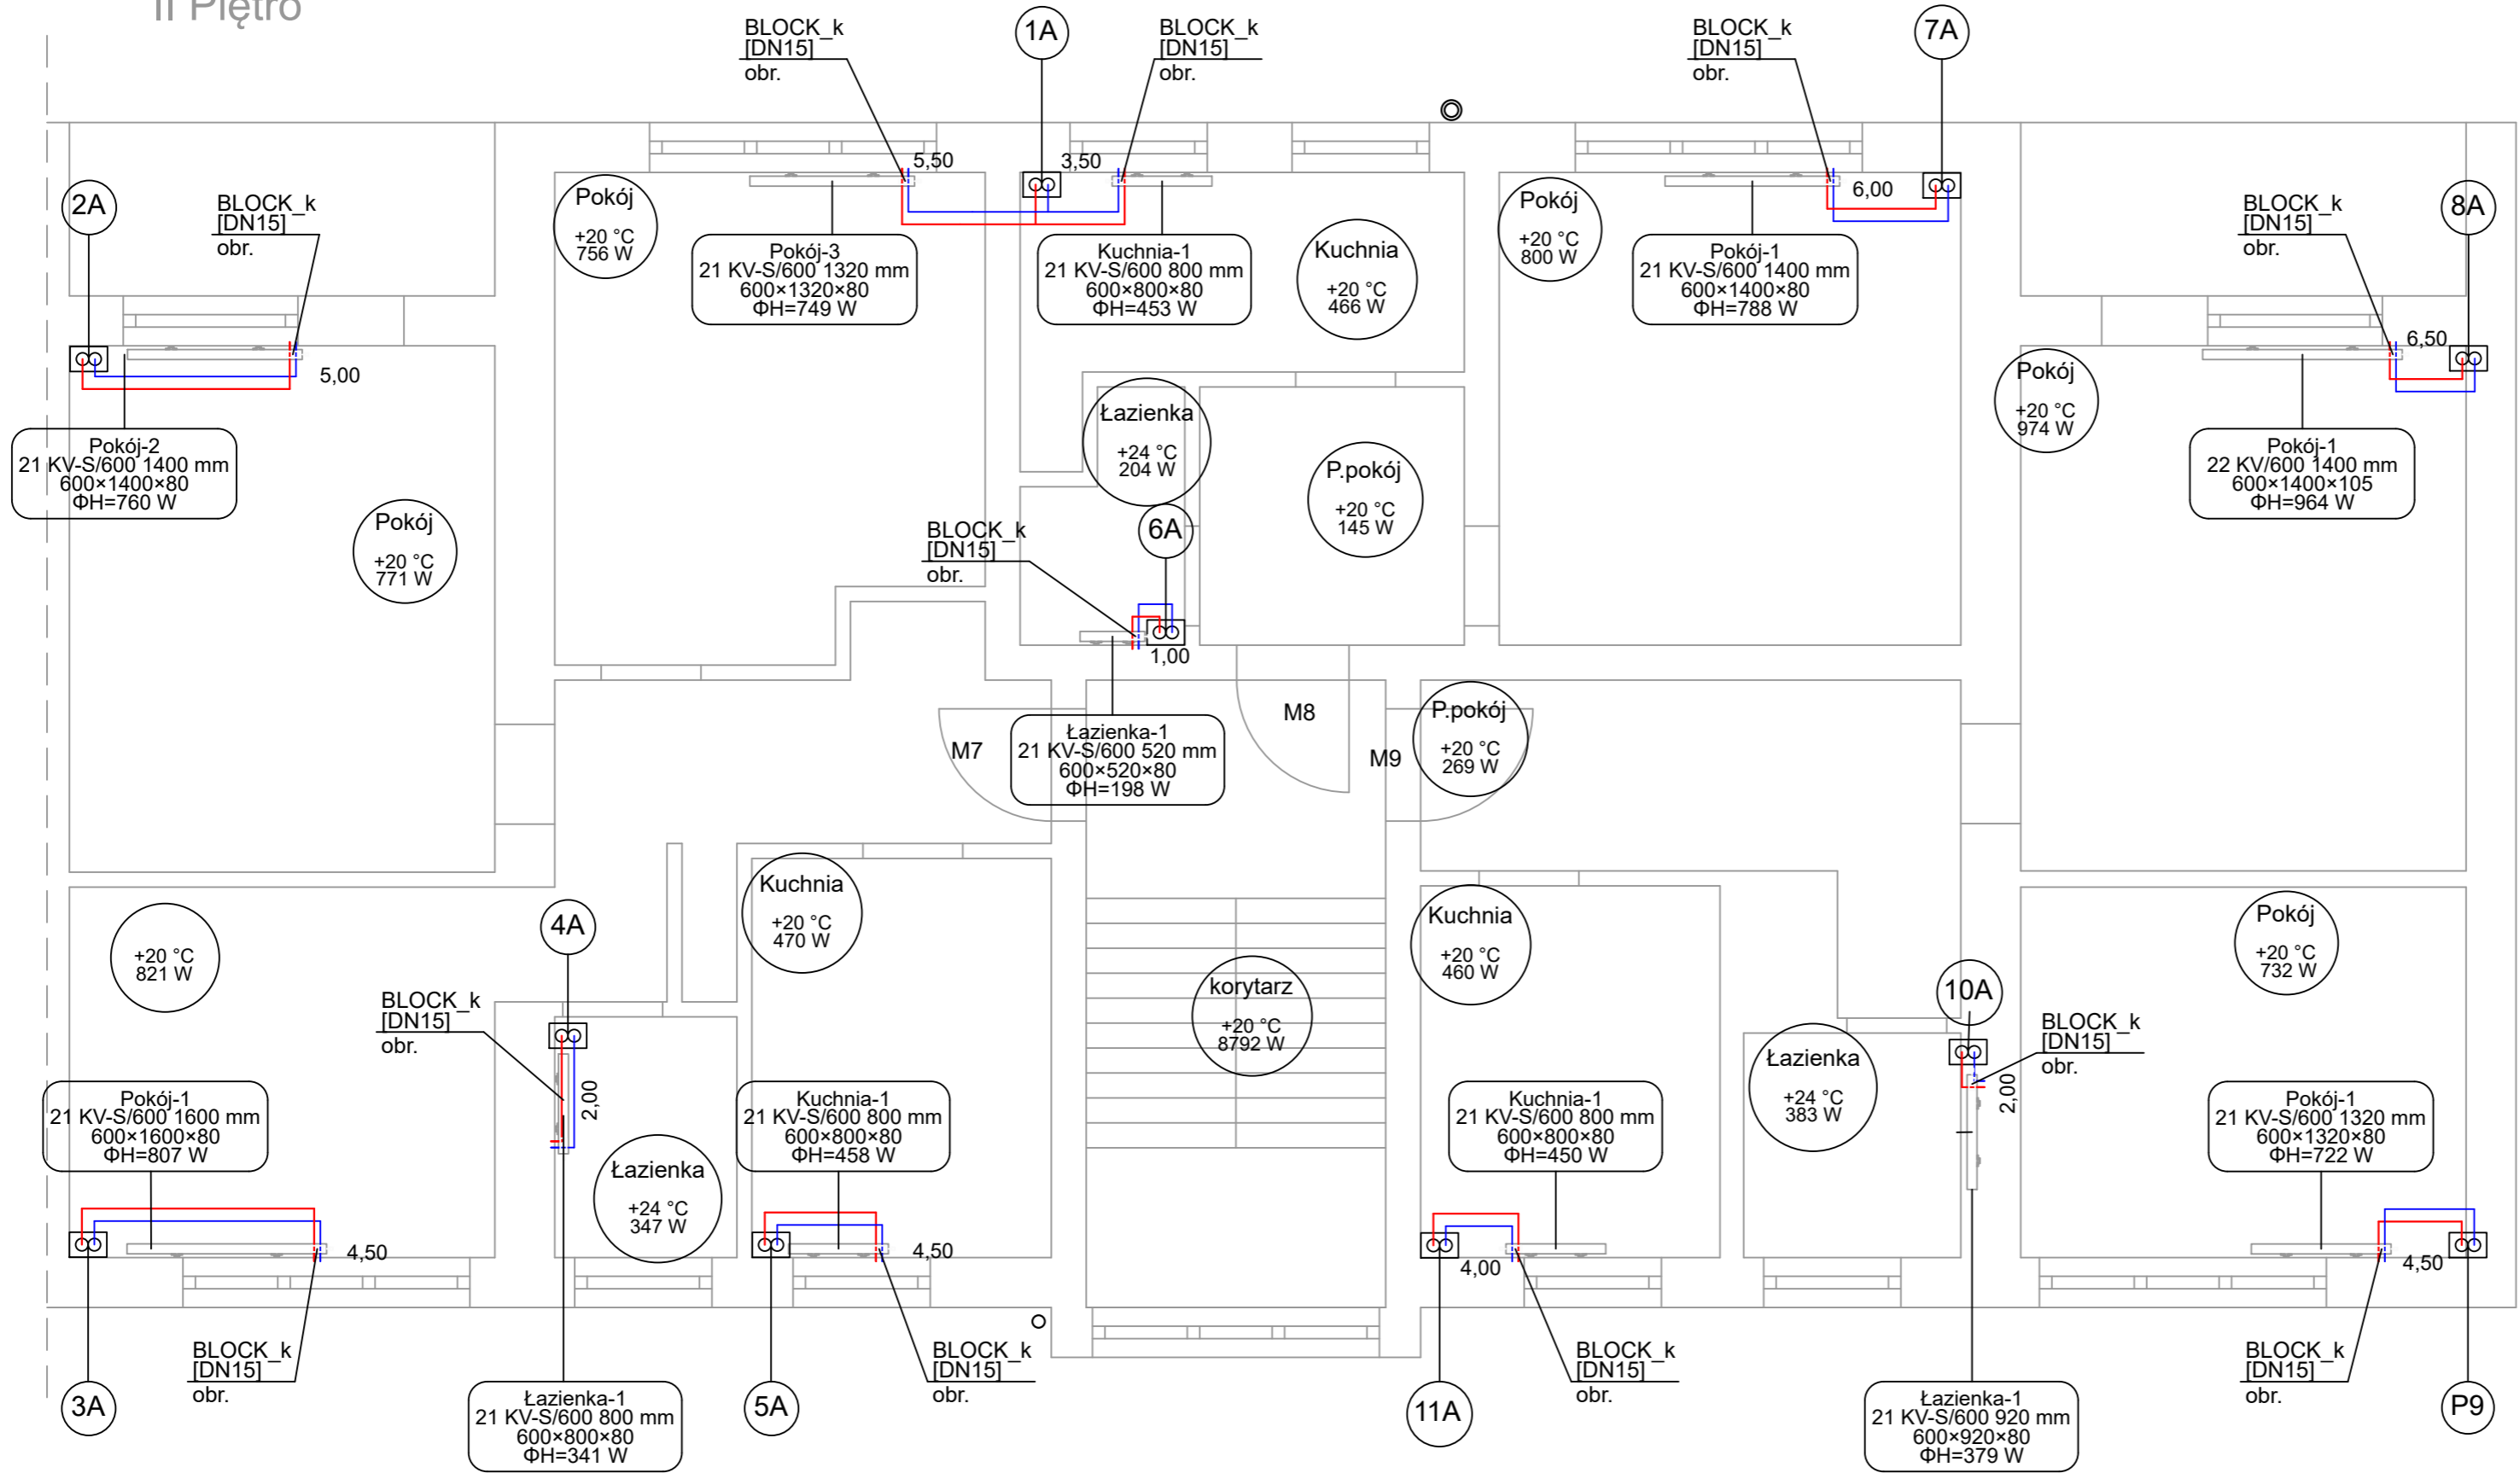 II Piętro
BLOCK_k
[DN15]
obr.
1A
BLOCK_k
[DN15]
obr.
BLOCK_k
[DN15]
obr.
7A
2A
BLOCK_k
[DN15]
obr.
Pokój
+20 °C
756 W
5,50
3,50
Pokój-3
21 KV-S/600 1320 mm
600×1320×80
ΦH=749 W
Kuchnia-1
21 KV-S/600 800 mm
600×800×80
ΦH=453 W
Kuchnia
+20 °C
466 W
Pokój
+20 °C
800 W
6,00
Pokój-1
21 KV-S/600 1400 mm
600×1400×80
ΦH=788 W
BLOCK_k
[DN15]
obr.
8A
6,50
5,00
Pokój-2
21 KV-S/600 1400 mm
600×1400×80
ΦH=760 W
Pokój
+20 °C
771 W
Łazienka
+24 °C
204 W
P.pokój
+20 °C
145 W
Pokój
+20 °C
974 W
Pokój-1
22 KV/600 1400 mm
600×1400×105
ΦH=964 W
BLOCK_k
[DN15]
obr.
6A
1,00
Łazienka-1
21 KV-S/600 520 mm
600×520×80
ΦH=198 W
M7
M8
M9
P.pokój
+20 °C
269 W
+20 °C
821 W
4A
BLOCK_k
[DN15]
obr.
2,00
Kuchnia
+20 °C
470 W
korytarz
+20 °C
8792 W
Kuchnia
+20 °C
460 W
Pokój
+20 °C
732 W
10A
BLOCK_k
[DN15]
obr.
2,00
Łazienka
+24 °C
383 W
Pokój-1
21 KV-S/600 1600 mm
600×1600×80
ΦH=807 W
Łazienka
+24 °C
347 W
Kuchnia-1
21 KV-S/600 800 mm
600×800×80
ΦH=458 W
Kuchnia-1
21 KV-S/600 800 mm
600×800×80
ΦH=450 W
Pokój-1
21 KV-S/600 1320 mm
600×1320×80
ΦH=722 W
4,50
4,50
4,00
4,50
3A
BLOCK_k
[DN15]
obr.
Łazienka-1
21 KV-S/600 800 mm
600×800×80
ΦH=341 W
5A
BLOCK_k
[DN15]
obr.
11A
BLOCK_k
[DN15]
obr.
Łazienka-1
21 KV-S/600 920 mm
600×920×80
ΦH=379 W
BLOCK_k
[DN15]
obr.
P9